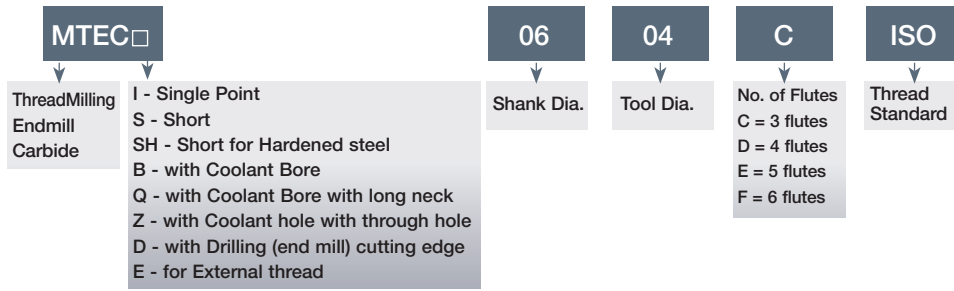 MTEC□ 06 04 C ISO
ThreadMilling
Endmill
Carbide
I - Single Point
S - Short
SH - Short for Hardened steel
B - with Coolant Bore
Q - with Coolant Bore with long neck
Z - with Coolant hole with through hole
D - with Drilling (end mill) cutting edge
E - for External thread
Shank Dia.
Tool Dia.
No. of Flutes
C = 3 flutes
D = 4 flutes
E = 5 flutes
F = 6 flutes
Thread
Standard